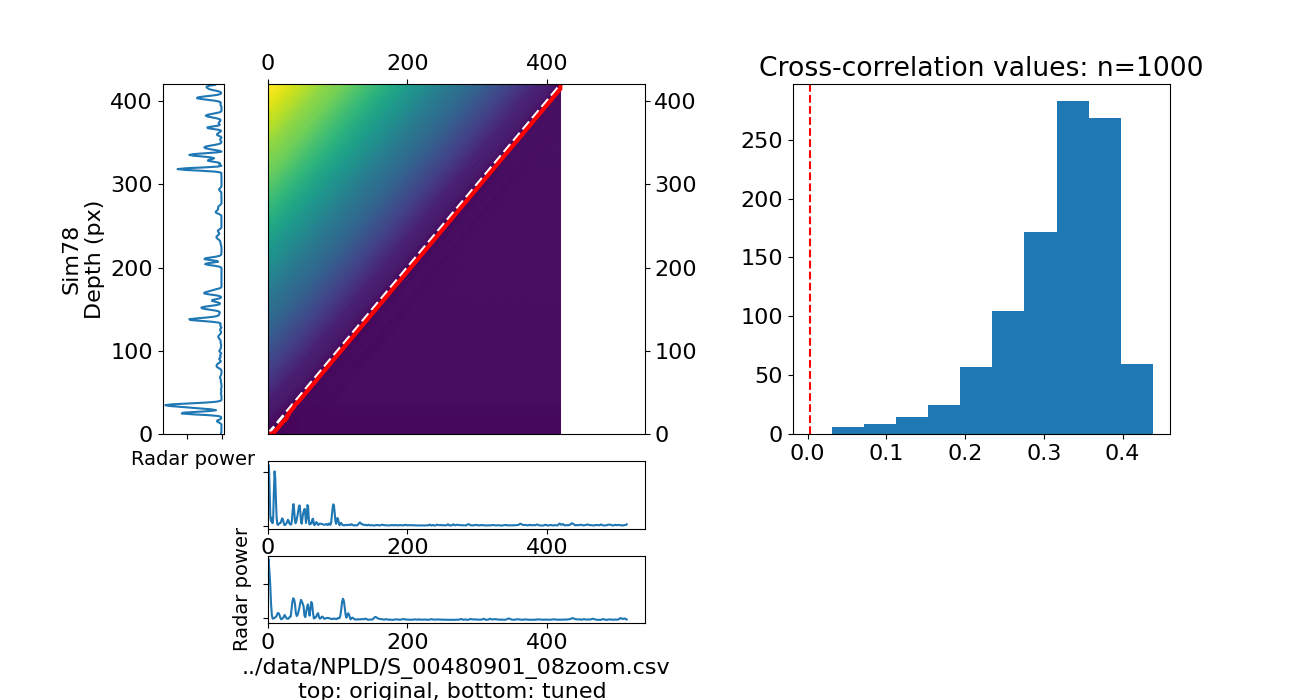 0 200 400
Cross-correlation values: n=1000
Sim78
Depth (px)
400
300
200
100
0
400
300
200
100
0
250
200
150
100
50
0
0.0 0.1 0.2 0.3 0.4
Radar power
0 200 400
Radar power
0 200 400
../data/NPLD/S_00480901_08zoom.csv
top: original, bottom: tuned